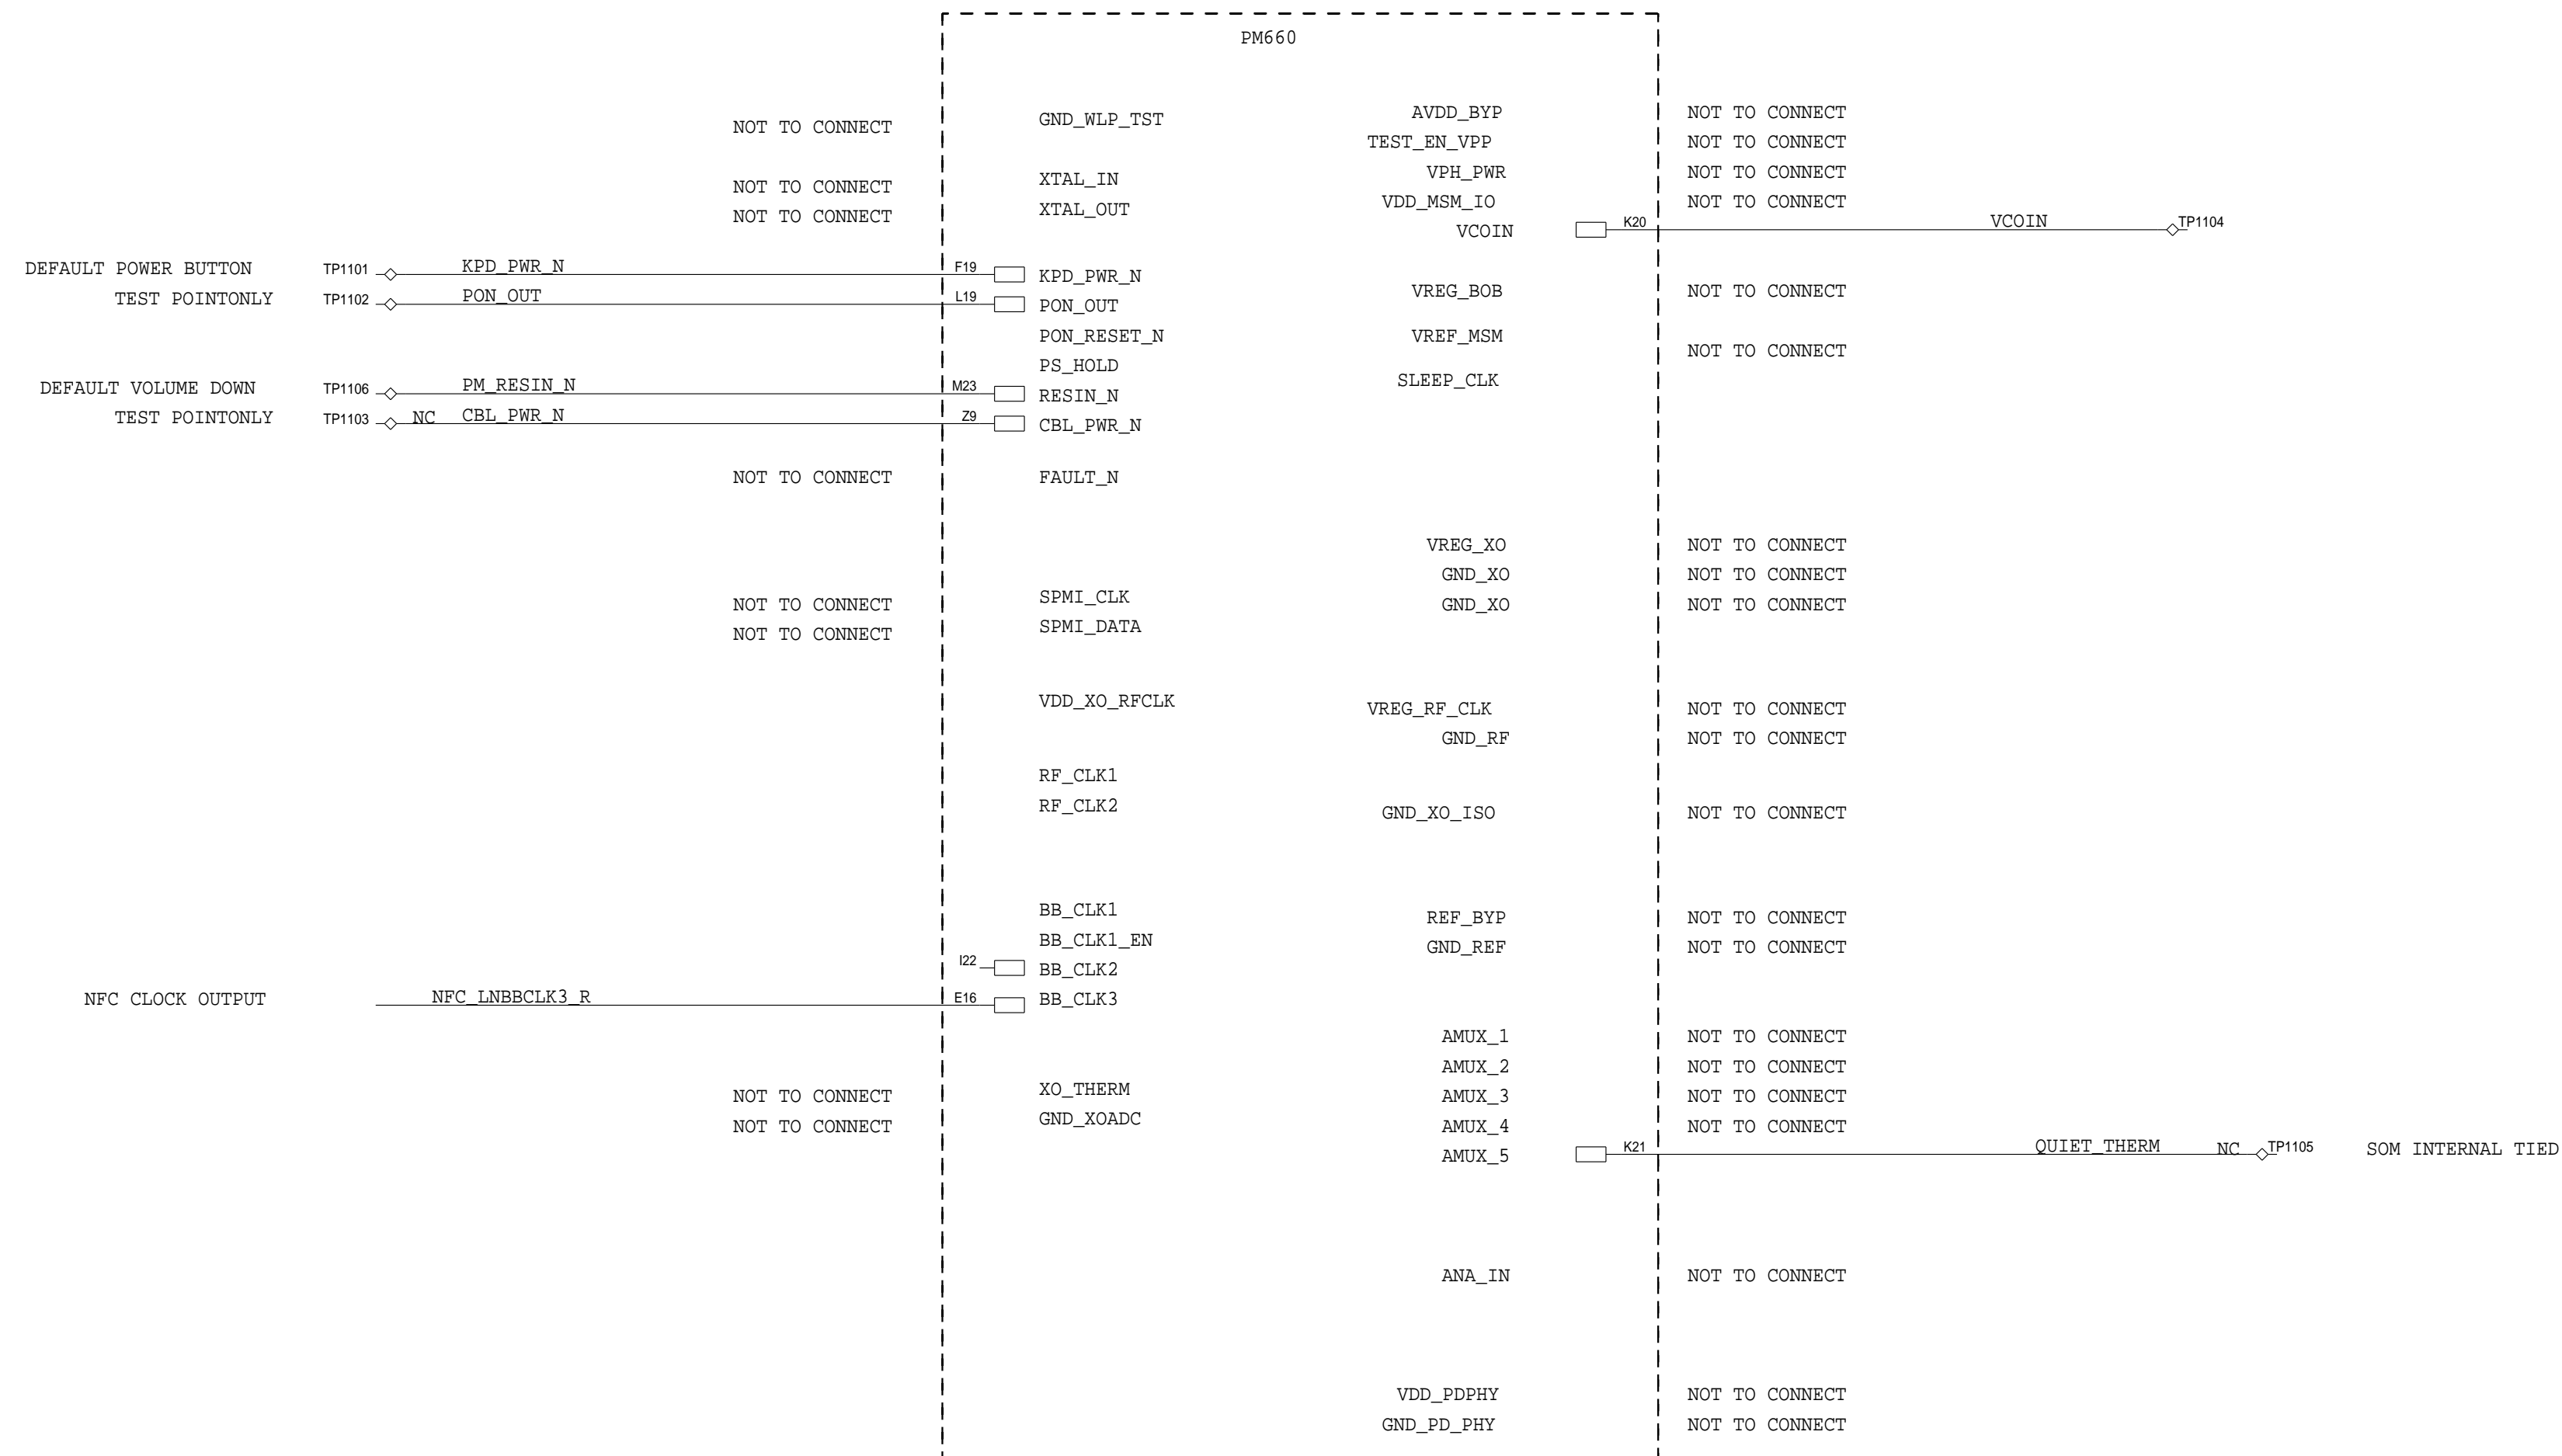 PM660
NOT TO CONNECT GND_WLP_TST AVDD_BYP NOT TO CONNECT
TEST_EN_VPP NOT TO CONNECT
NOT TO CONNECT XTAL_IN VPH_PWR NOT TO CONNECT
NOT TO CONNECT XTAL_OUT VDD_MSM_IO NOT TO CONNECT
VCOIN K20 VCOIN TP1104
DEFAULT POWER BUTTON TP1101 KPD_PWR_N F19 KPD_PWR_N
TEST POINTONLY TP1102 PON_OUT L19 PON_OUT VREG_BOB NOT TO CONNECT
PON_RESET_N VREF_MSM NOT TO CONNECT
PS_HOLD SLEEP_CLK
DEFAULT VOLUME DOWN TP1106 PM_RESIN_N M23 RESIN_N
TEST POINTONLY TP1103 NC CBL_PWR_N Z9 CBL_PWR_N
NOT TO CONNECT FAULT_N
VREG_XO NOT TO CONNECT
GND_XO NOT TO CONNECT
NOT TO CONNECT SPMI_CLK GND_XO NOT TO CONNECT
NOT TO CONNECT SPMI_DATA
VDD_XO_RFCLK VREG_RF_CLK NOT TO CONNECT
GND_RF NOT TO CONNECT
RF_CLK1
RF_CLK2 GND_XO_ISO NOT TO CONNECT
BB_CLK1 REF_BYP NOT TO CONNECT
BB_CLK1_EN GND_REF NOT TO CONNECT
I22 BB_CLK2
NFC CLOCK OUTPUT NFC_LNBBCLK3_R E16 BB_CLK3
AMUX_1 NOT TO CONNECT
AMUX_2 NOT TO CONNECT
NOT TO CONNECT XO_THERM AMUX_3 NOT TO CONNECT
NOT TO CONNECT GND_XOADC AMUX_4 NOT TO CONNECT
AMUX_5 K21 QUIET_THERM NC TP1105 SOM INTERNAL TIED
ANA_IN NOT TO CONNECT
VDD_PDPHY NOT TO CONNECT
GND_PD_PHY NOT TO CONNECT